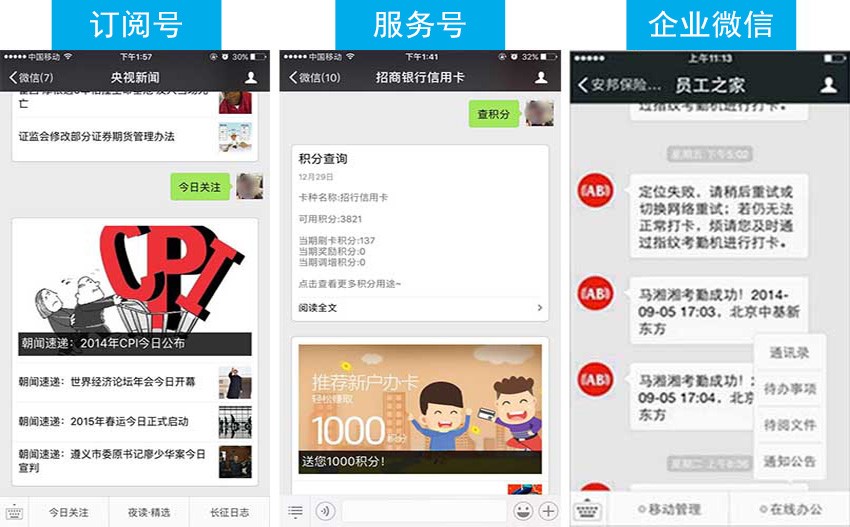 订阅号
中国移动 下午1:57 30%
微信(7) 央视新闻
亡
证监会修改部分证券期货管理办法
今日关注
CPI
朝闻速递：2014年CPI今日公布
朝闻速递：世界经济论坛年会今日开幕
朝闻速递：2015年春运今日正式启动
朝闻速递：遵义市委原书记廖少华案今日
宣判
今日关注 夜读·精选 长征日志
服务号
中国移动 下午1:41 32%
微信(10) 招商银行信用卡
查积分
积分查询
12月29日
卡种名称:招行信用卡
可用积分:3821
当期刷卡积分:137
当期奖励积分:0
当期调增积分:0
点击查看更多积分用途~
阅读全文
推荐新户办卡
轻松赚取
1000积分
送您1000积分！
企业微信
上午11:13
安邦保险... 员工之家
过指纹考勤机进行打卡。
星期五 下午5:02
定位失败，请稍后重试或
切换网络重试；若仍无法
正常打卡，烦请您及时通
过指纹考勤机进行打卡。
马湘湘考勤成功！2014-
09-05 17:03，北京中基新
东方
马湘湘考勤成功！
09-05 17:04，北京
东方
通讯录
待办事项
待阅文件
通知公告
星期二 上午8:36
移动管理 在线办公